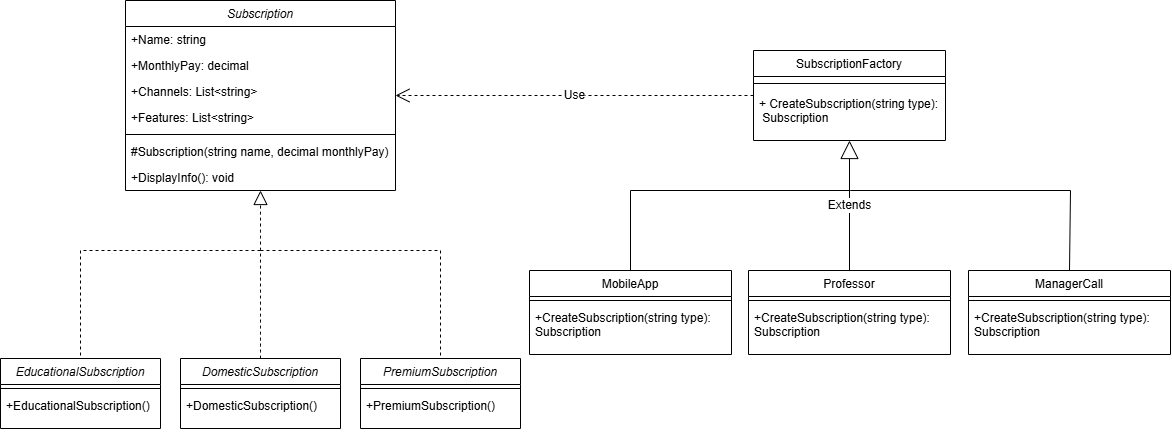 Subscription
+Name: string
+MonthlyPay: decimal
+Channels: List<string>
+Features: List<string>
#Subscription(string name, decimal monthlyPay)
+DisplayInfo(): void
Use
SubscriptionFactory
+ CreateSubscription(string type):
Subscription
Extends
MobileApp
+CreateSubscription(string type):
Subscription
Professor
+CreateSubscription(string type):
Subscription
ManagerCall
+CreateSubscription(string type):
Subscription
EducationalSubscription
+EducationalSubscription()
DomesticSubscription
+DomesticSubscription()
PremiumSubscription
+PremiumSubscription()